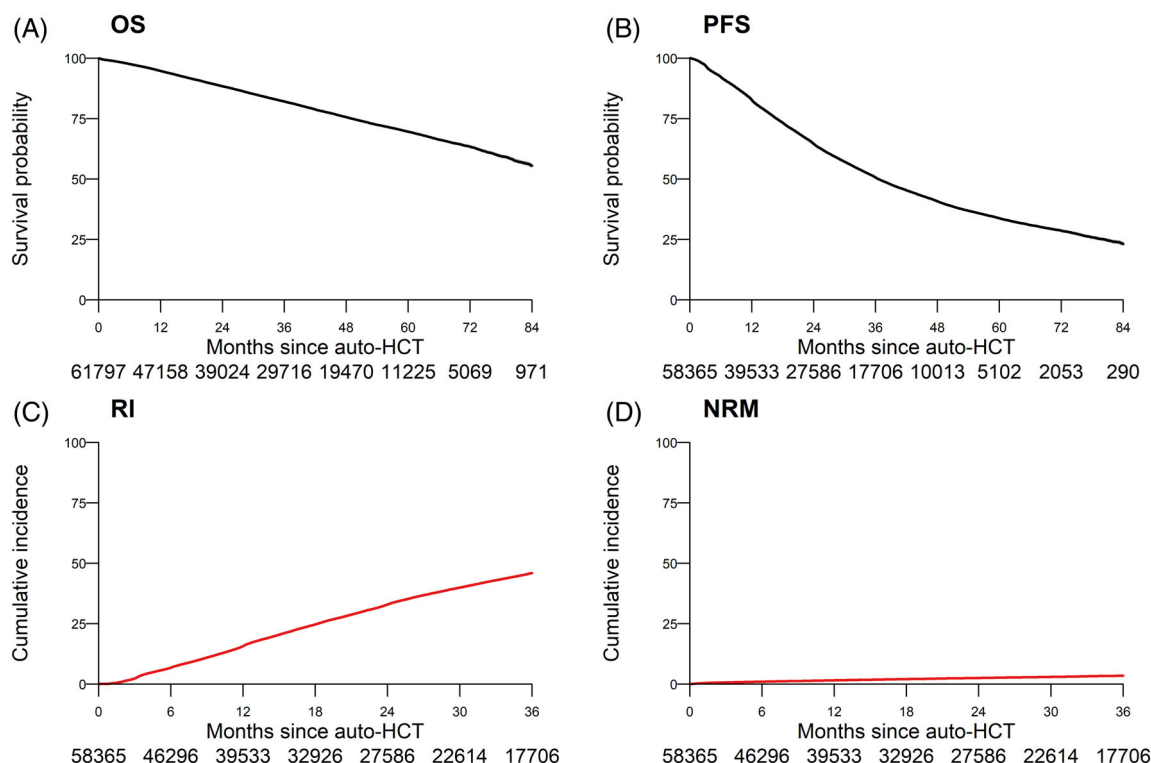 (A) OS
Survival probability
100
75
50
25
0
0 12 24 36 48 60 72 84
Months since auto-HCT
61797 47158 39024 29716 19470 11225 5069 971
(B) PFS
Survival probability
100
75
50
25
0
0 12 24 36 48 60 72 84
Months since auto-HCT
58365 39533 27586 17706 10013 5102 2053 290
(C) RI
Cumulative incidence
100
75
50
25
0
0 6 12 18 24 30 36
Months since auto-HCT
58365 46296 39533 32926 27586 22614 17706
(D) NRM
Cumulative incidence
100
75
50
25
0
0 6 12 18 24 30 36
Months since auto-HCT
58365 46296 39533 32926 27586 22614 17706